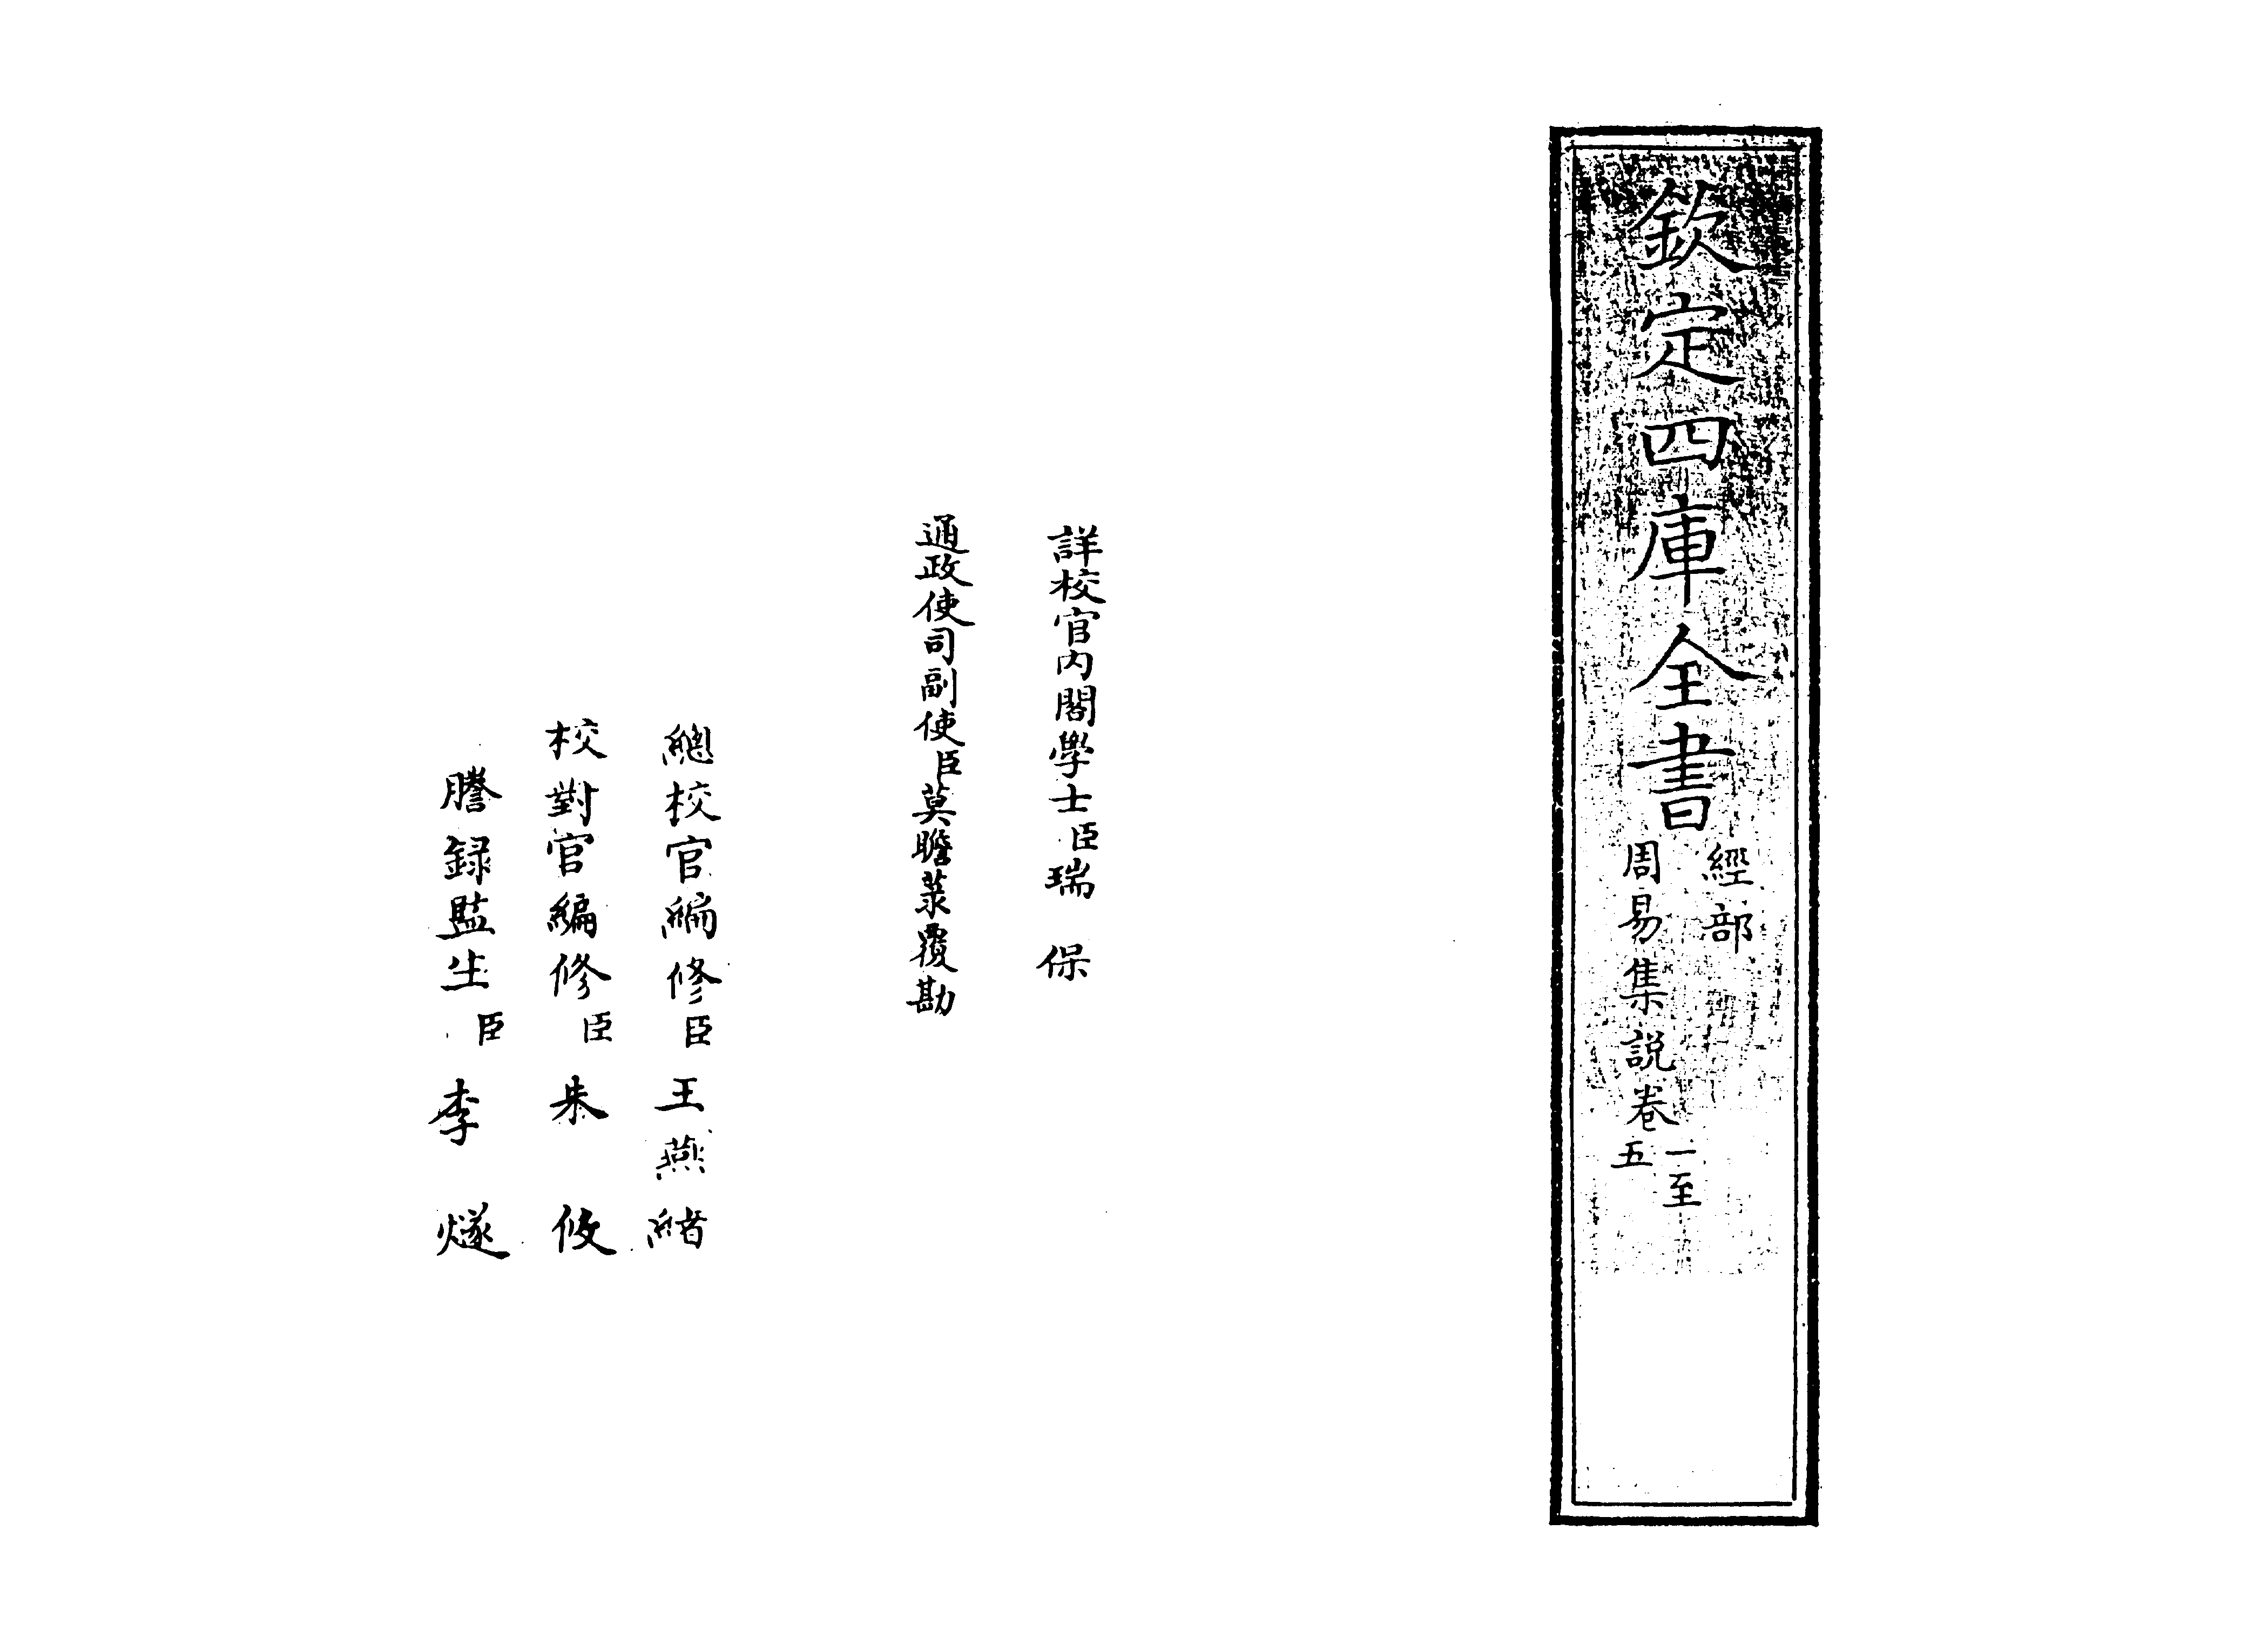 欽定四庫全書
經部
周易集説卷一至五
詳校官内閣學士臣瑞保
通政使司副使臣莫瞻菉覆勘
總校官編修臣王燕緒
校對官編修臣朱攸
謄録監生臣李燧